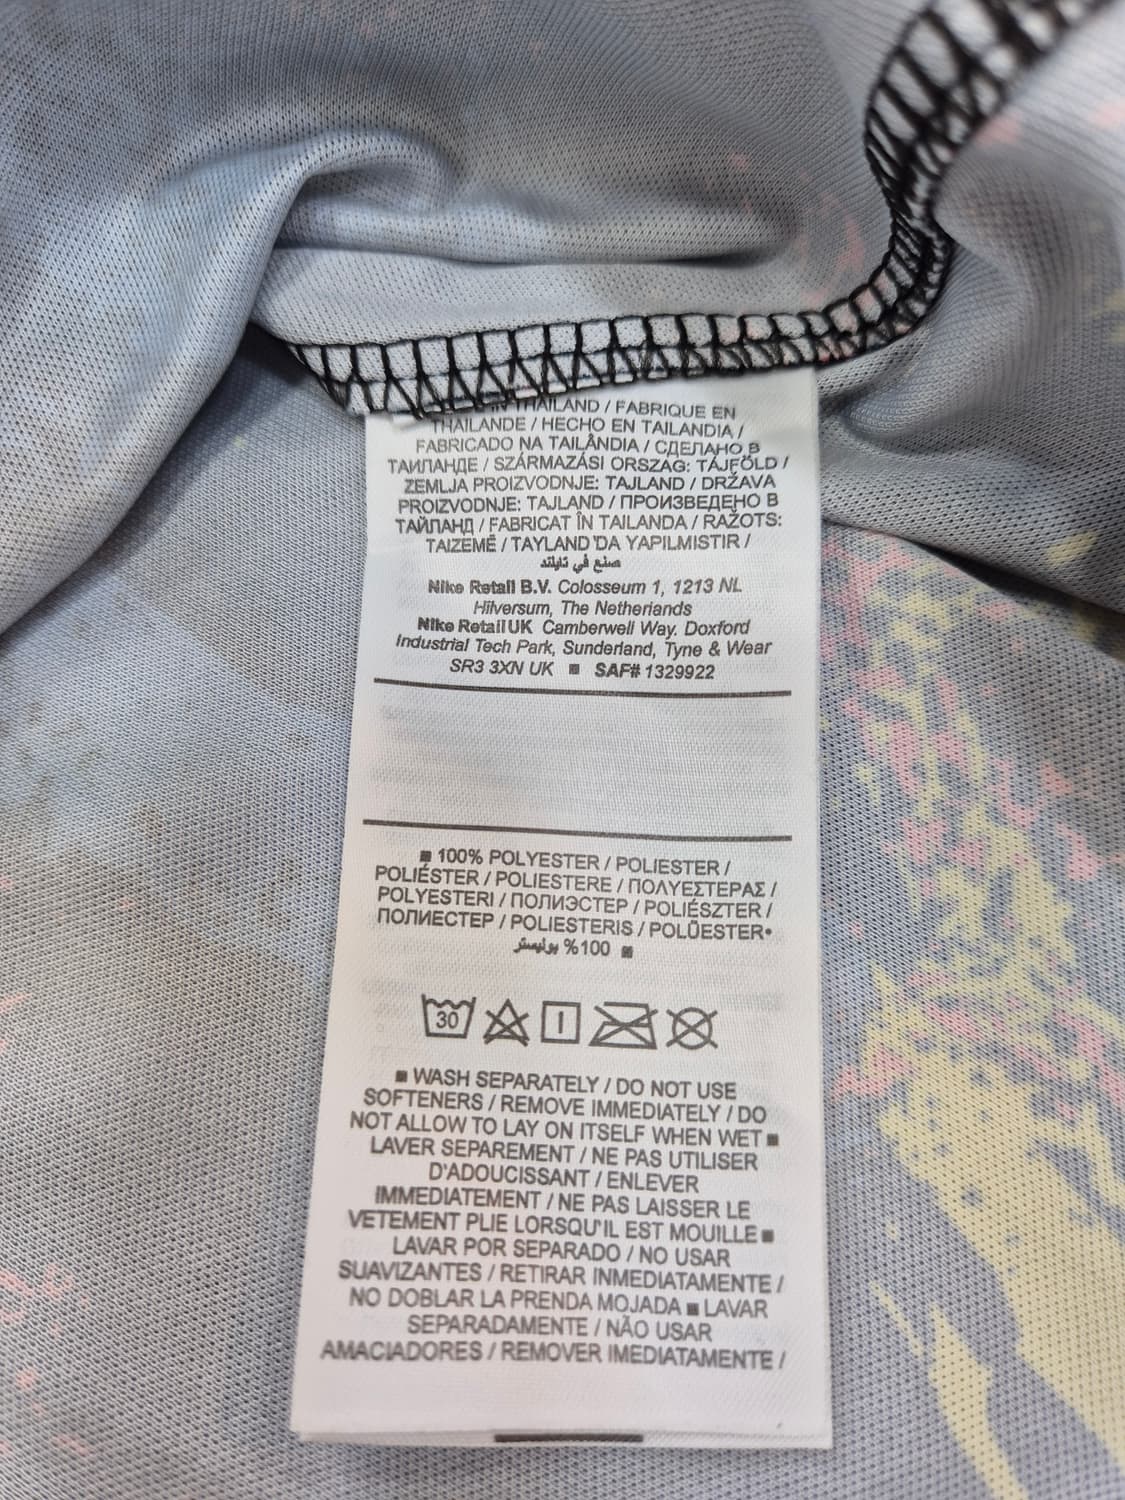 IN THAILAND / FABRIQUE EN
THAILANDE / HECHO EN TAILANDIA /
FABRICADO NA TAILÂNDIA / СДЕЛАНО В
ТАИЛАНДЕ / SZÁRMAZÁSI ORSZAG: TÁJFÖLD /
ZEMLJA PROIZVODNJE: TAJLAND / DRŽAVA
PROIZVODNJE: TAJLAND / ПРОИЗВЕДЕНО В
ТАЙЛАНД / FABRICAT ÎN TAILANDA / RAŽOTS:
TAIZEMĒ / TAYLAND'DA YAPILMISTIR /
صنع في تايلند
Nike Retail B.V. Colosseum 1, 1213 NL
Hilversum, The Netherlands
Nike Retail UK Camberwell Way. Doxford
Industrial Tech Park, Sunderland, Tyne & Wear
SR3 3XN UK ■ SAF# 1329922
■ 100% POLYESTER / POLIESTER /
POLIÉSTER / POLIESTERE / ΠΟΛΥΕΣΤΕΡΑΣ /
POLYESTERI / ПОЛИЭСТЕР / POLIÉSZTER /
ПОЛИЕСТЕР / POLIESTERIS / POLÜESTER•
100% بوليستر ■
30
■ WASH SEPARATELY / DO NOT USE
SOFTENERS / REMOVE IMMEDIATELY / DO
NOT ALLOW TO LAY ON ITSELF WHEN WET ■
LAVER SEPAREMENT / NE PAS UTILISER
D'ADOUCISSANT / ENLEVER
IMMEDIATEMENT / NE PAS LAISSER LE
VETEMENT PLIE LORSQU'IL EST MOUILLE ■
LAVAR POR SEPARADO / NO USAR
SUAVIZANTES / RETIRAR INMEDIATAMENTE /
NO DOBLAR LA PRENDA MOJADA ■ LAVAR
SEPARADAMENTE / NÃO USAR
AMACIADORES / REMOVER IMEDIATAMENTE /